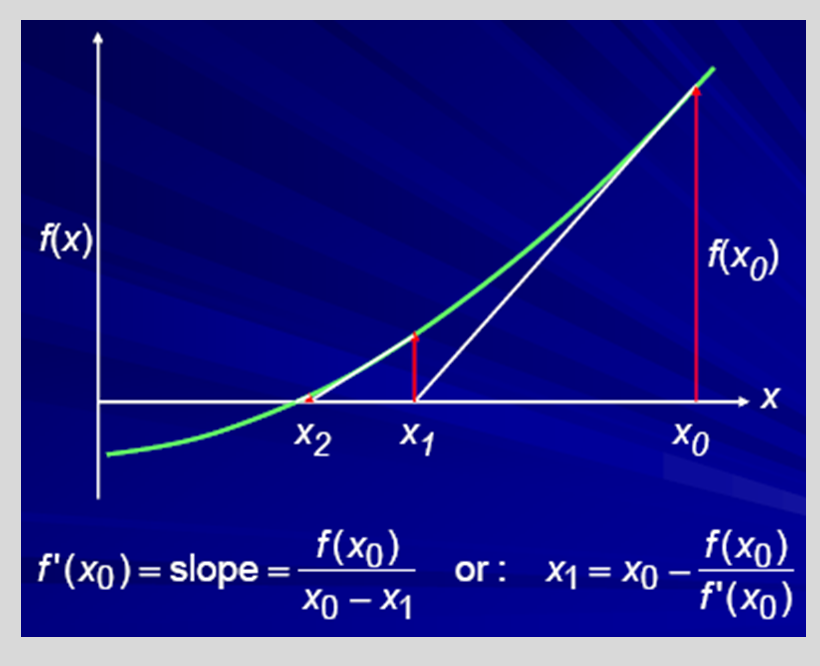 f(x)
f(x₀)
x
x₂
x₁
x₀
f'(x₀) = slope = f(x₀) / (x₀ − x₁) or: x₁ = x₀ − f(x₀) / f'(x₀)